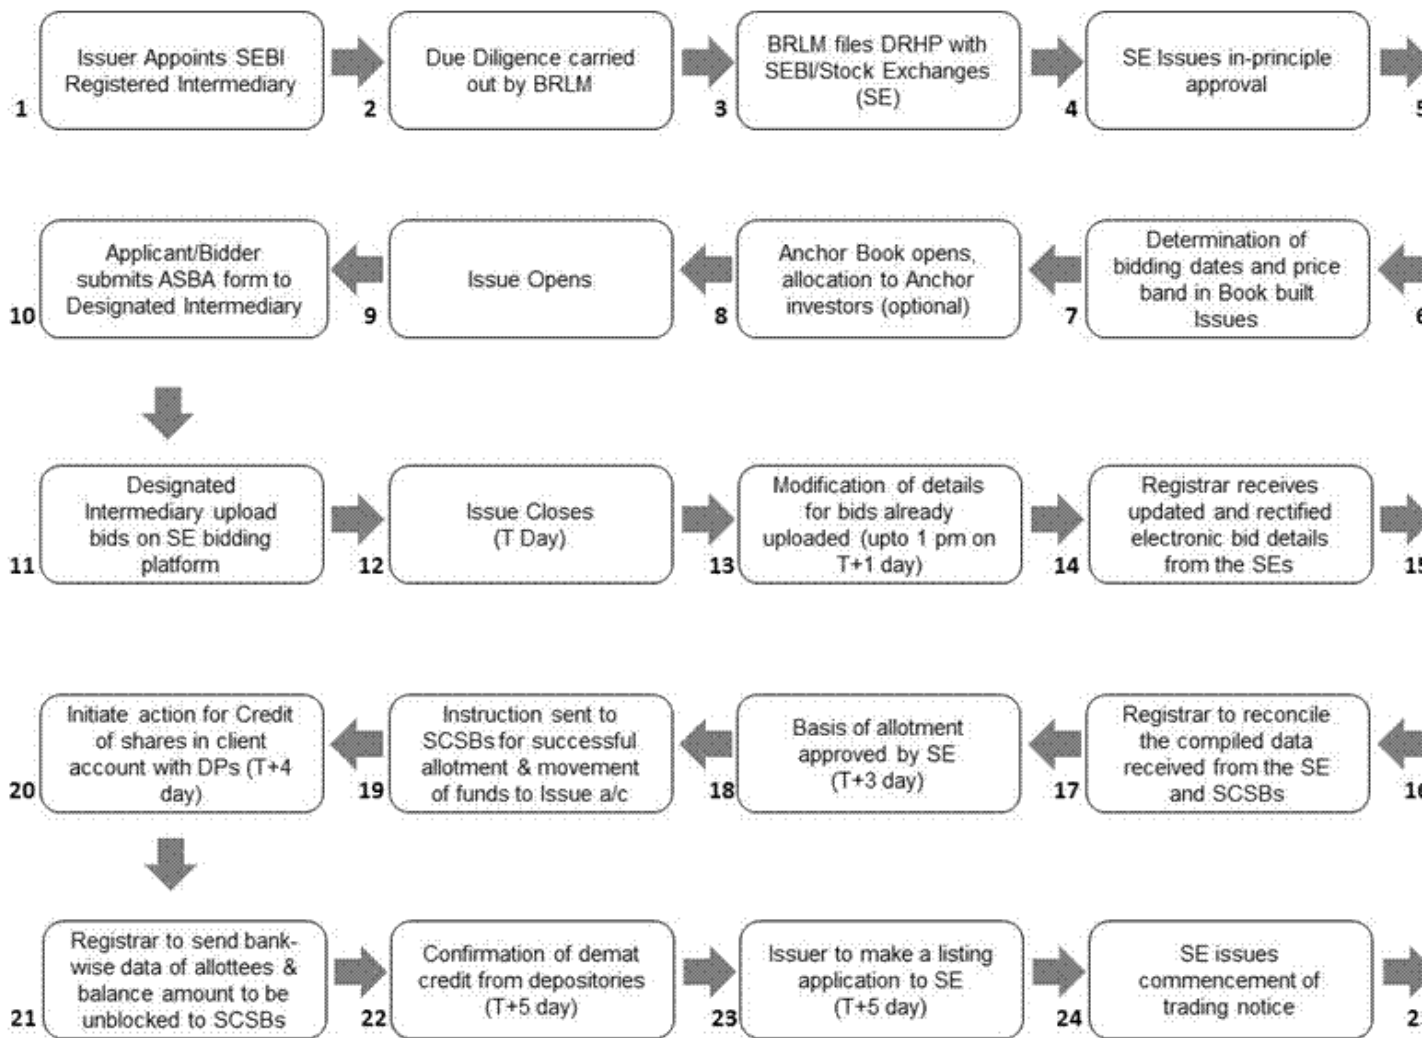 Issuer Appoints SEBI
Registered Intermediary
1
Due Diligence carried
out by BRLM
2
BRLM files DRHP with
SEBI/Stock Exchanges
(SE)
3
SE Issues in-principle
approval
4
5
Applicant/Bidder
submits ASBA form to
Designated Intermediary
10
Issue Opens
9
Anchor Book opens,
allocation to Anchor
investors (optional)
8
Determination of
bidding dates and price
band in Book built
Issues
7
6
Designated
Intermediary upload
bids on SE bidding
platform
11
Issue Closes
(T Day)
12
Modification of details
for bids already
uploaded (upto 1 pm on
T+1 day)
13
Registrar receives
updated and rectified
electronic bid details
from the SEs
14
15
Initiate action for Credit
of shares in client
account with DPs (T+4
day)
20
Instruction sent to
SCSBs for successful
allotment & movement
of funds to Issue a/c
19
Basis of allotment
approved by SE
(T+3 day)
18
Registrar to reconcile
the compiled data
received from the SE
and SCSBs
17
16
Registrar to send bank-
wise data of allottees &
balance amount to be
unblocked to SCSBs
21
Confirmation of demat
credit from depositories
(T+5 day)
22
Issuer to make a listing
application to SE
(T+5 day)
23
SE issues
commencement of
trading notice
24